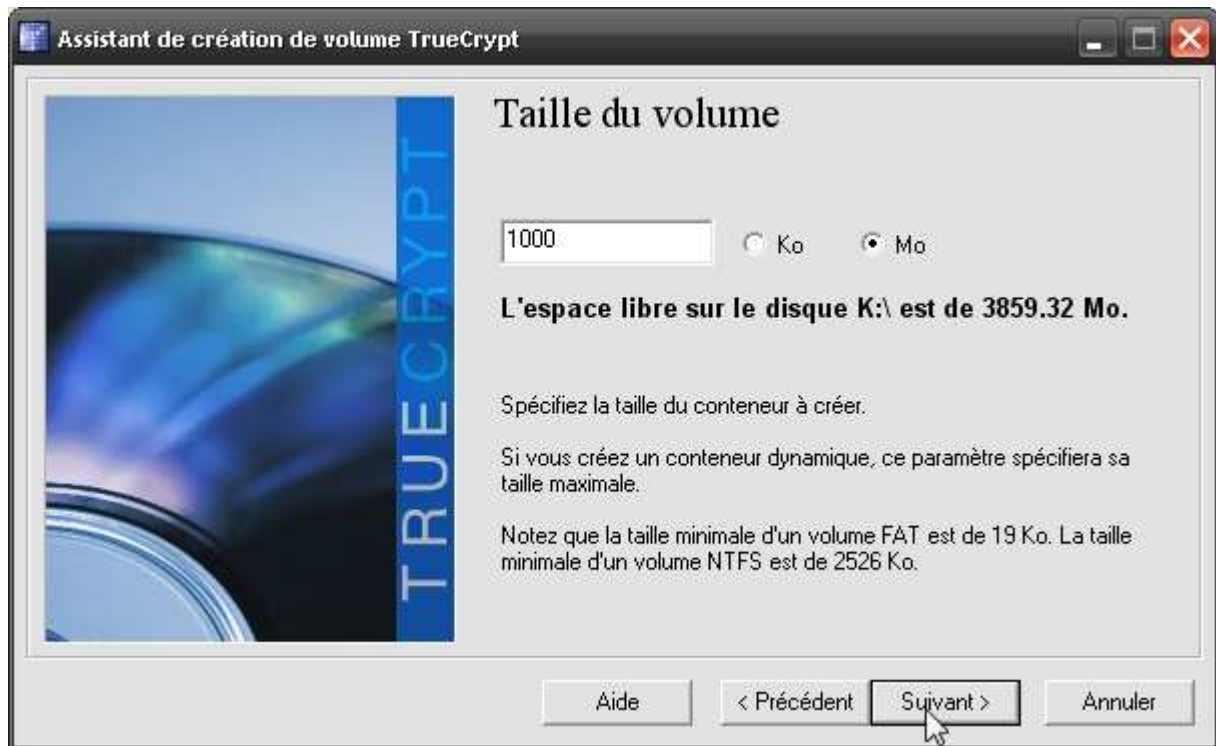 Assistant de création de volume TrueCrypt
TRUECRYPT
Taille du volume
1000
Ko
Mo
L'espace libre sur le disque K:\ est de 3859.32 Mo.
Spécifiez la taille du conteneur à créer.
Si vous créez un conteneur dynamique, ce paramètre spécifiera sa
taille maximale.
Notez que la taille minimale d'un volume FAT est de 19 Ko. La taille
minimale d'un volume NTFS est de 2526 Ko.
Aide
< Précédent
Suivant >
Annuler